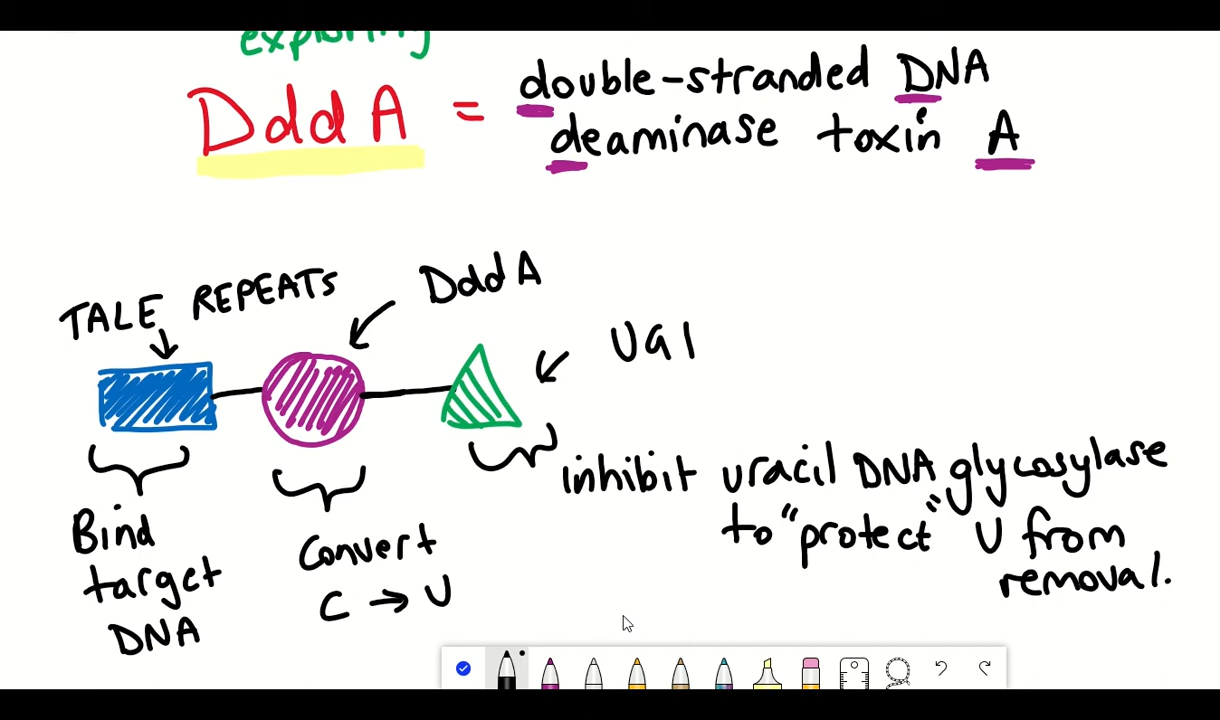 exploring
DddA = double-stranded DNA
deaminase toxin A
TALE REPEATS
DddA
UGI
Bind
target
DNA
Convert
C → U
inhibit uracil DNA glycosylase
to "protect" U from
removal.